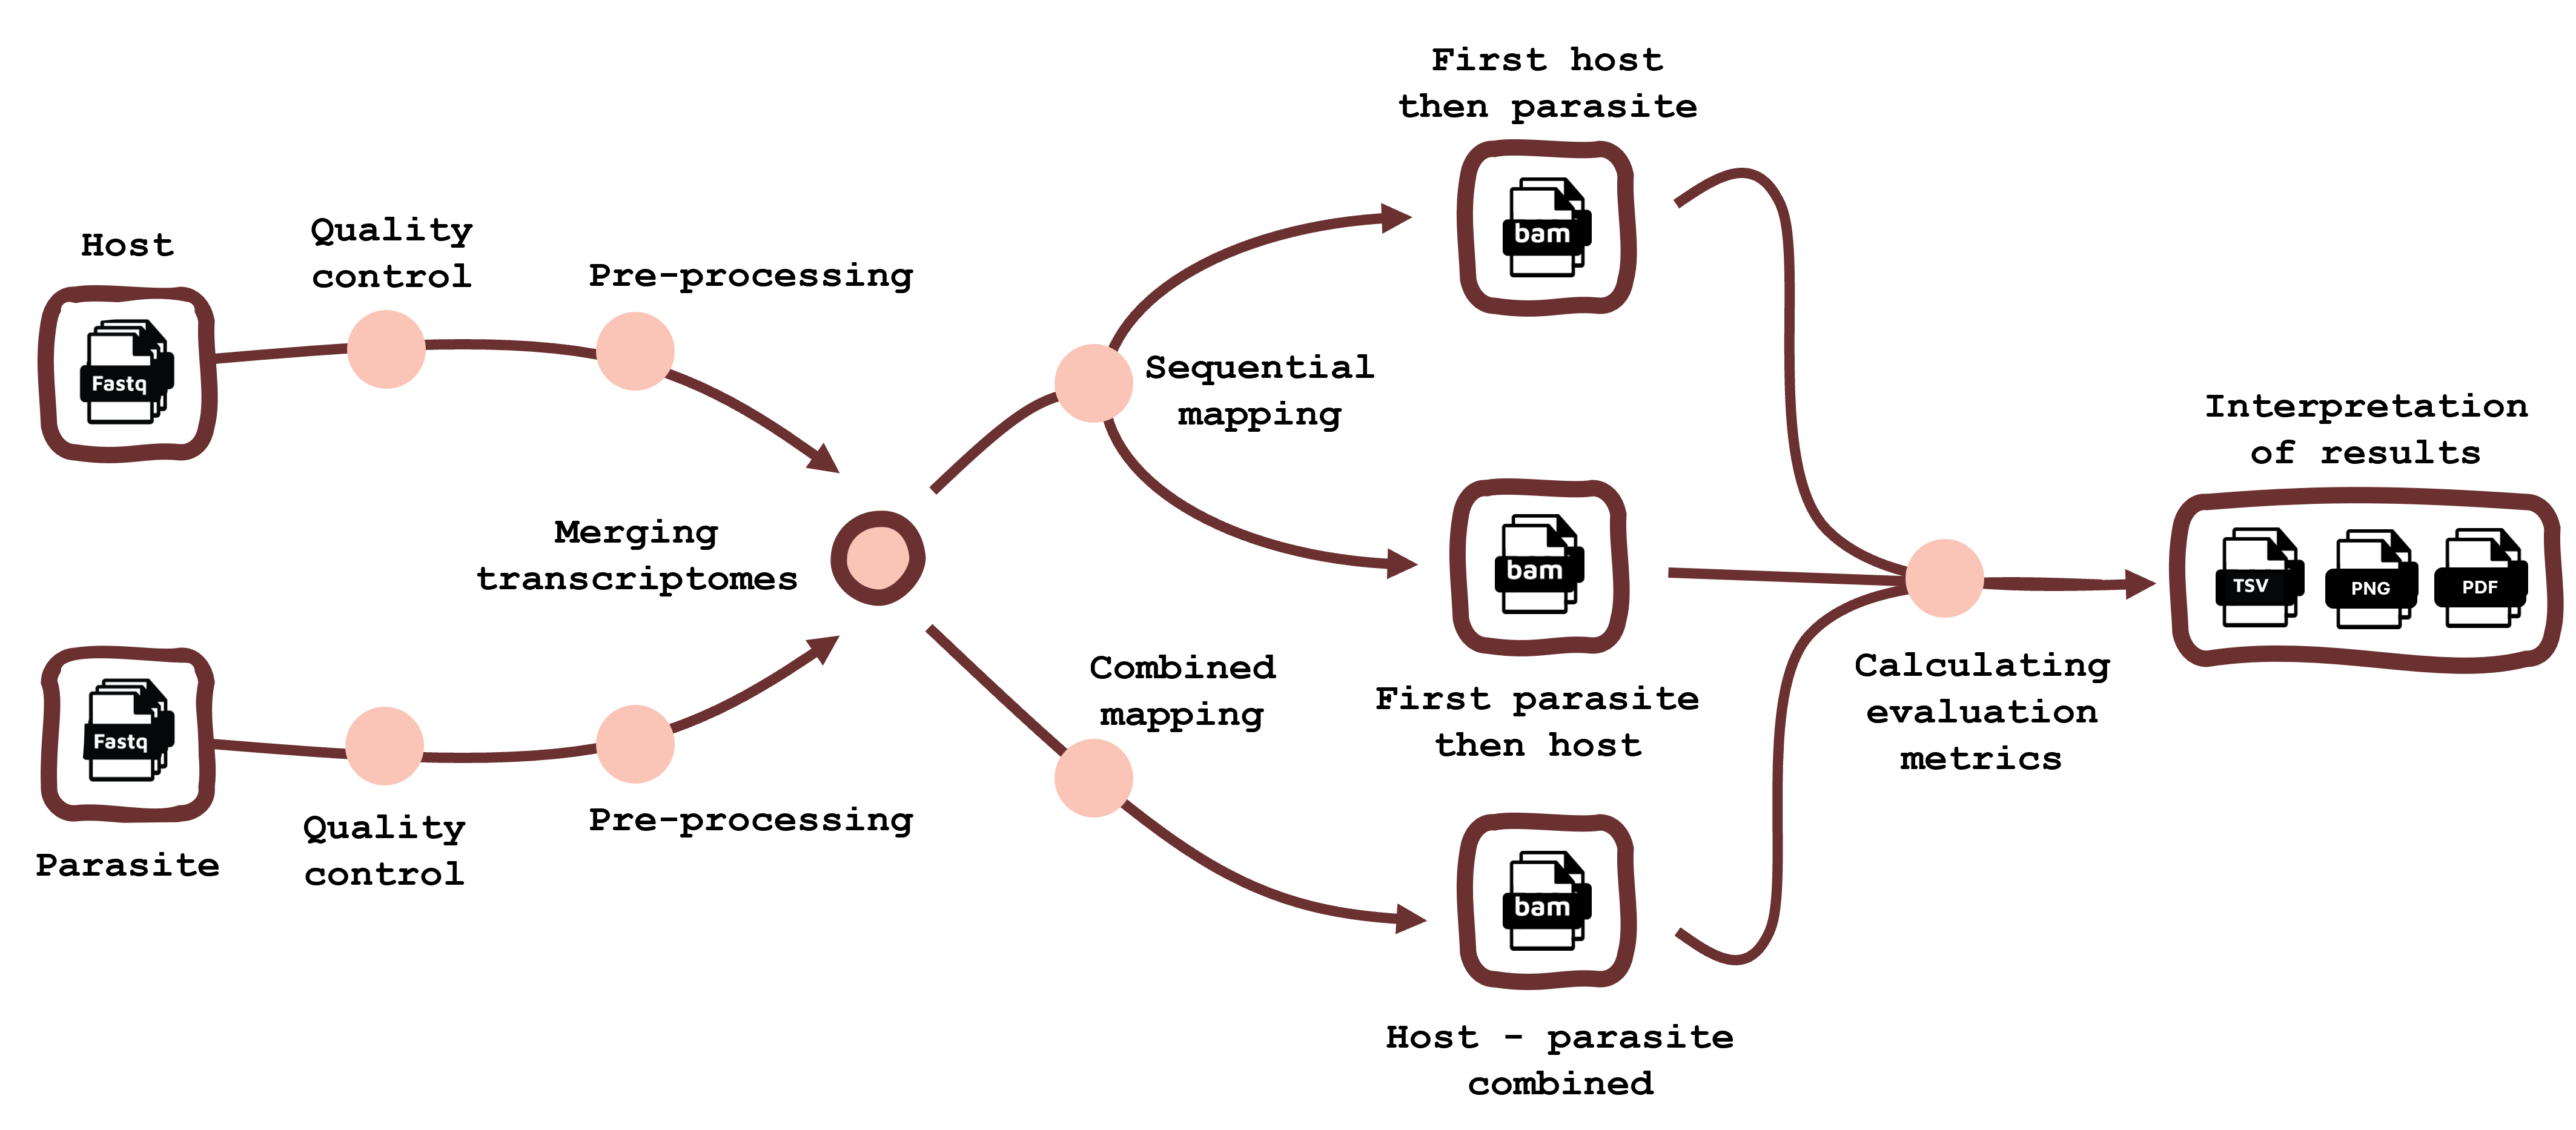 Host
Fastq
Quality
control
Pre-processing
Parasite
Fastq
Quality
control
Pre-processing
Merging
transcriptomes
Sequential
mapping
Combined
mapping
First host
then parasite
bam
bam
First parasite
then host
bam
Host - parasite
combined
Calculating
evaluation
metrics
Interpretation
of results
TSV
PNG
PDF